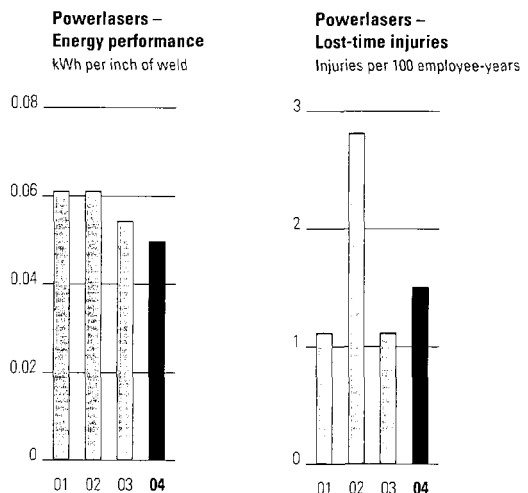 Powerlasers –
Energy performance
kWh per inch of weld
0.08
0.06
0.04
0.02
0
01 02 03 04
Powerlasers –
Lost-time injuries
Injuries per 100 employee-years
3
2
1
0
01 02 03 04